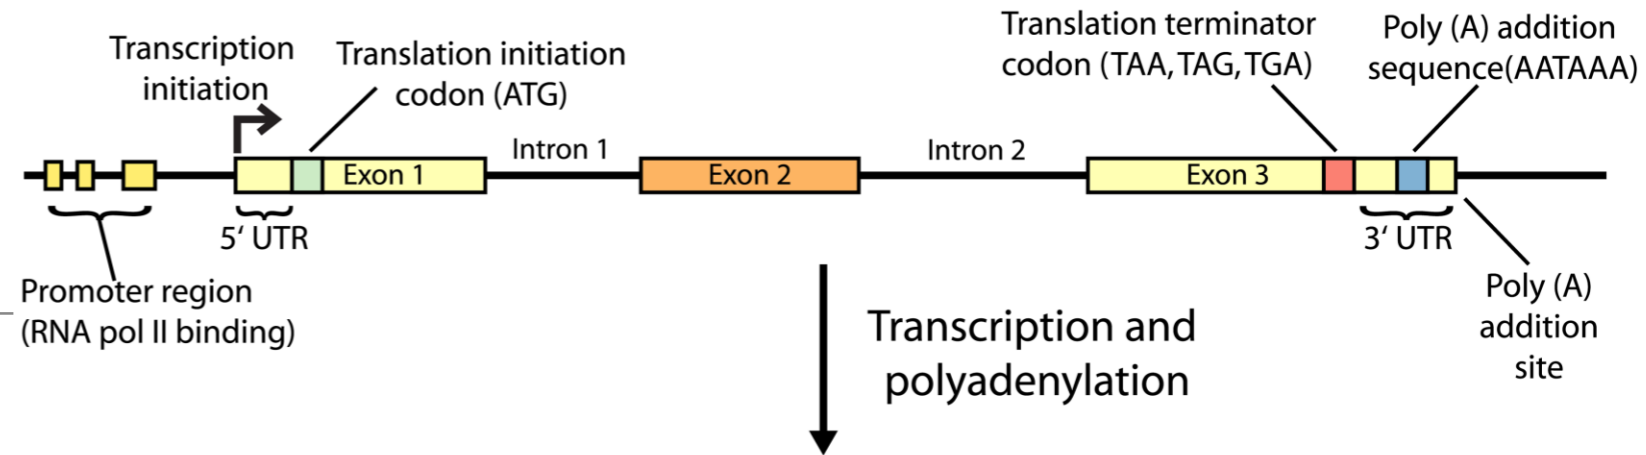 Transcription
initiation
Translation initiation
codon (ATG)
Translation terminator
codon (TAA, TAG, TGA)
Poly (A) addition
sequence(AATAAA)
Intron 1
Intron 2
Exon 1
Exon 2
Exon 3
5‘ UTR
3‘ UTR
Promoter region
(RNA pol II binding)
Poly (A)
addition
site
Transcription and
polyadenylation